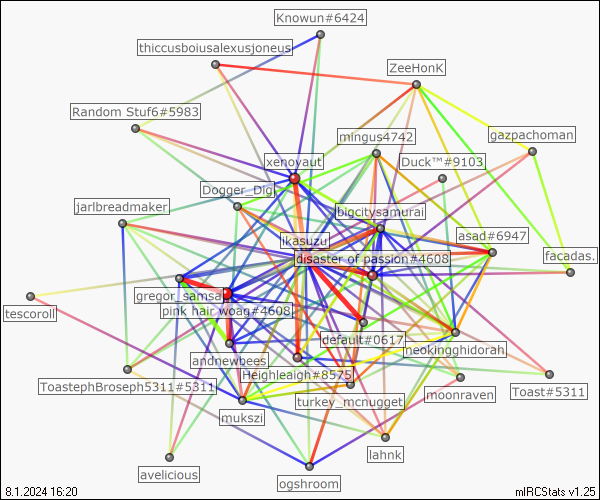 Knowun#6424
thiccusboiusalexusjoneus
ZeeHonK
Random Stuf6#5983
mingus4742
gazpachoman
xenoyaut
Duck™#9103
Dogger_Dig
jarlbreadmaker
bigcitysamurai
asad#6947
ikasuzu
disaster of passion#4608
facadas.
gregor_samsa
tescoroll
pink hair woag#4608
default#0617
neokingghidorah
andnewbees
ToastephBroseph5311#5311
Heighleaigh#8575
moonraven
Toast#5311
turkey_mcnugget
mukszi
lahnk
avelicious
ogshroom
8.1.2024 16:20
mIRCStats v1.25